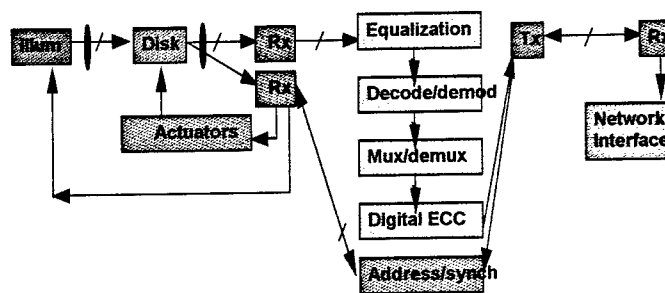 Illum
Disk
Rx
Equalization
Tx
Rx
Rx
Decode/demod
Actuators
Network
Interface
Mux/demux
Digital ECC
Address/synch